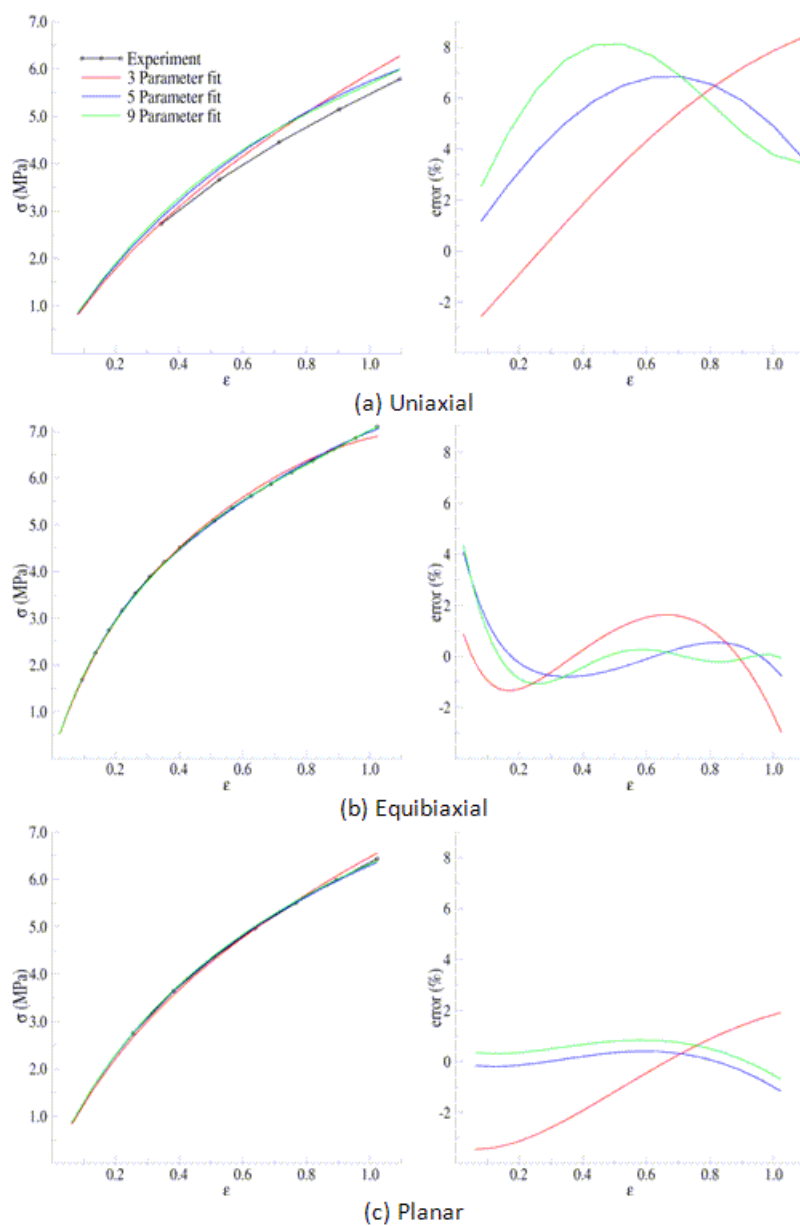 7.0
6.0
5.0
4.0
3.0
2.0
1.0
σ (MPa)
Experiment
3 Parameter fit
5 Parameter fit
9 Parameter fit
0.2 0.4 0.6 0.8 1.0
ε
8
6
4
2
0
-2
error (%)
0.2 0.4 0.6 0.8 1.0
ε
(a) Uniaxial
7.0
6.0
5.0
4.0
3.0
2.0
1.0
σ (MPa)
0.2 0.4 0.6 0.8 1.0
ε
8
6
4
2
0
-2
error (%)
0.2 0.4 0.6 0.8 1.0
ε
(b) Equibiaxial
7.0
6.0
5.0
4.0
3.0
2.0
1.0
σ (MPa)
0.2 0.4 0.6 0.8 1.0
ε
8
6
4
2
0
-2
error (%)
0.2 0.4 0.6 0.8 1.0
ε
(c) Planar